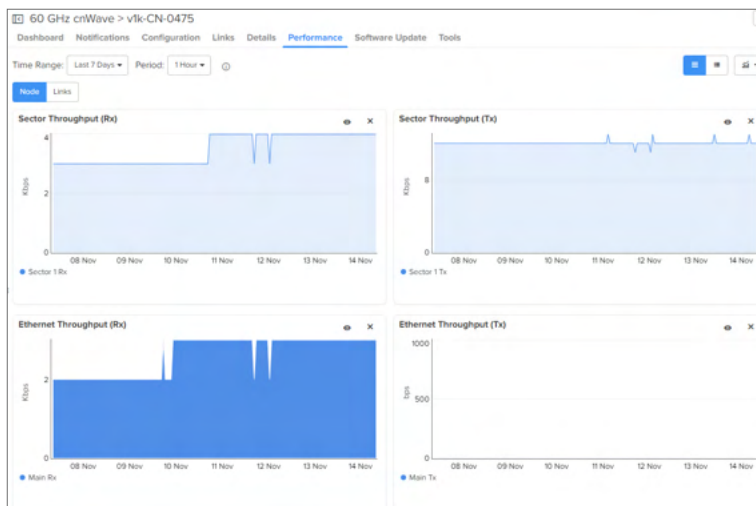 60 GHz cnWave > v1k-CN-0475
Dashboard Notifications Configuration Links Details Performance Software Update Tools
Time Range: Last 7 Days Period: 1 Hour
Node Links
Sector Throughput (Rx)
4
2
0
Kbps
08 Nov 09 Nov 10 Nov 11 Nov 12 Nov 13 Nov 14 Nov
Sector 1 Rx
Sector Throughput (Tx)
8
0
Kbps
08 Nov 09 Nov 10 Nov 11 Nov 12 Nov 13 Nov 14 Nov
Sector 1 Tx
Ethernet Throughput (Rx)
2
0
Kbps
08 Nov 09 Nov 10 Nov 11 Nov 12 Nov 13 Nov 14 Nov
Main Rx
Ethernet Throughput (Tx)
1000
500
0
bps
08 Nov 09 Nov 10 Nov 11 Nov 12 Nov 13 Nov 14 Nov
Main Tx